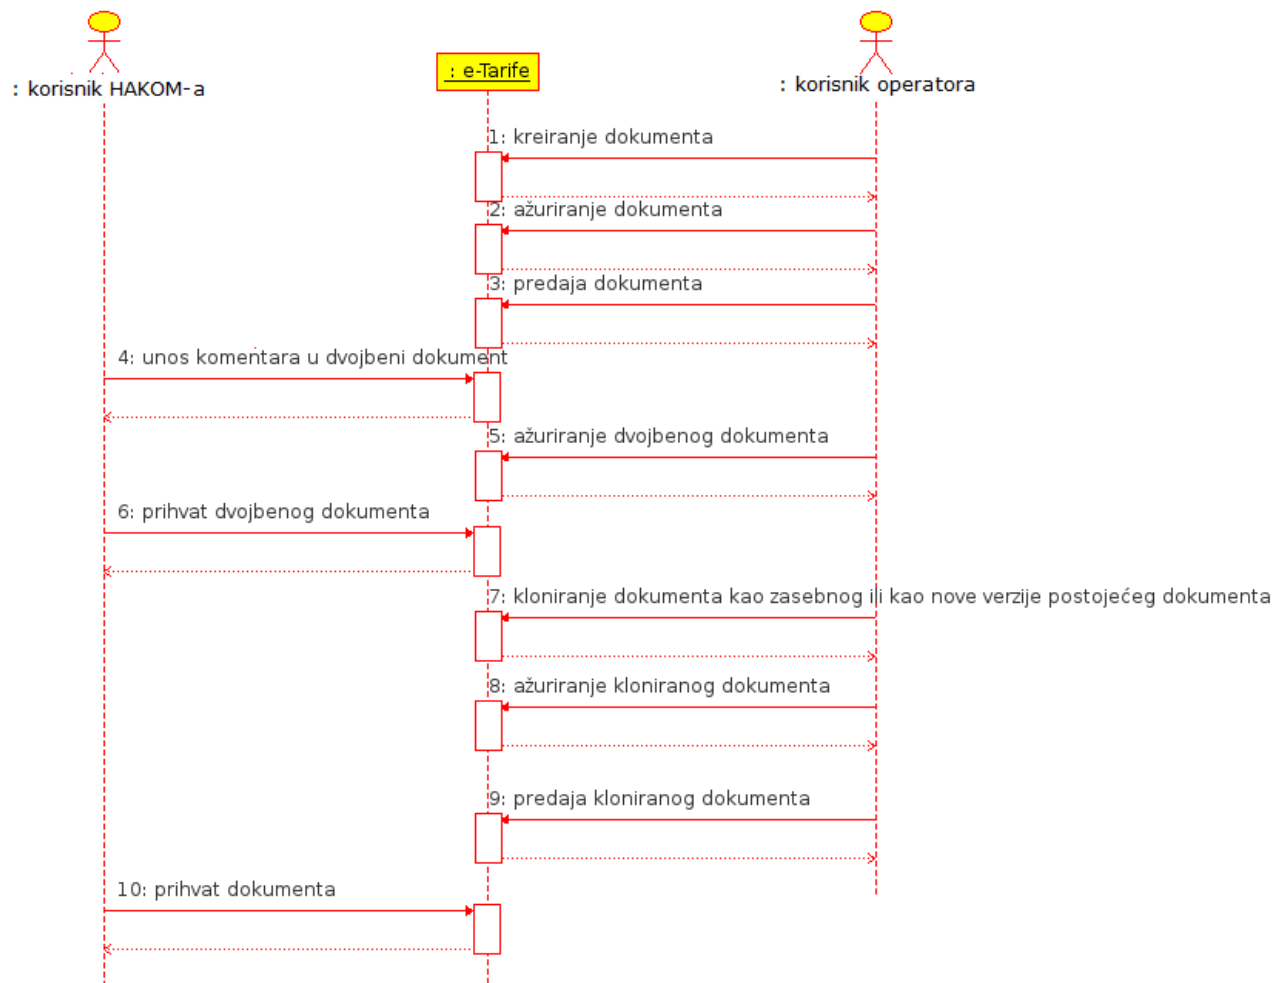 : korisnik HAKOM-a
: e-Tarife
: korisnik operatora
1: kreiranje dokumenta
2: ažuriranje dokumenta
3: predaja dokumenta
4: unos komentara u dvojbeni dokument
5: ažuriranje dvojbenog dokumenta
6: prihvat dvojbenog dokumenta
7: kloniranje dokumenta kao zasebnog ili kao nove verzije postojećeg dokumenta
8: ažuriranje kloniranog dokumenta
9: predaja kloniranog dokumenta
10: prihvat dokumenta